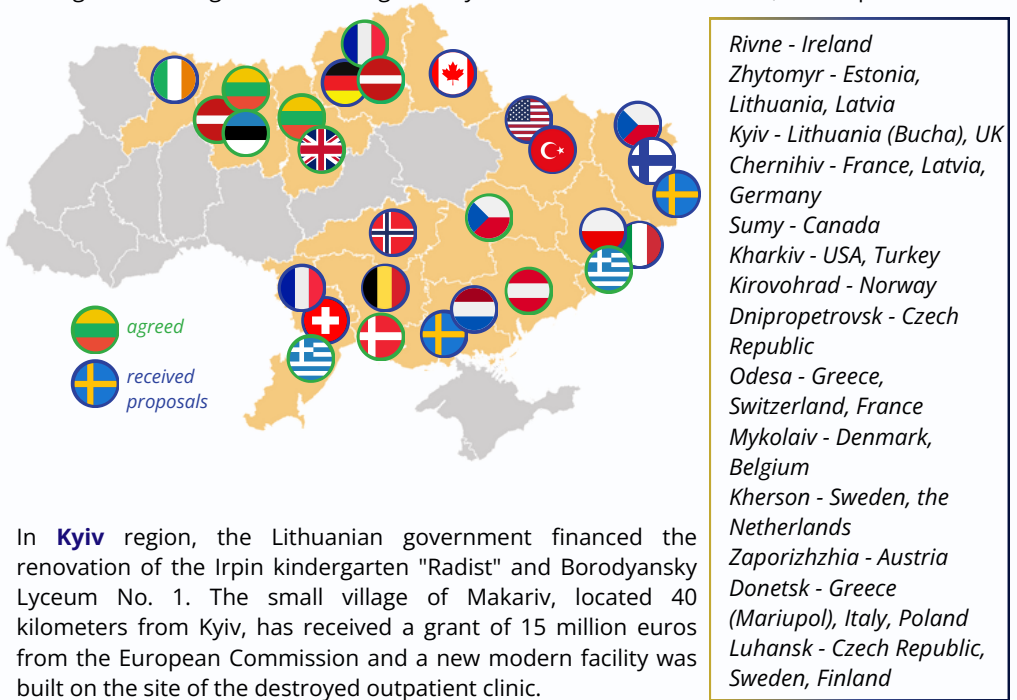 agreed
received
proposals
Rivne - Ireland
Zhytomyr - Estonia,
Lithuania, Latvia
Kyiv - Lithuania (Bucha), UK
Chernihiv - France, Latvia,
Germany
Sumy - Canada
Kharkiv - USA, Turkey
Kirovohrad - Norway
Dnipropetrovsk - Czech
Republic
Odesa - Greece,
Switzerland, France
Mykolaiv - Denmark,
Belgium
Kherson - Sweden, the
Netherlands
Zaporizhzhia - Austria
Donetsk - Greece
(Mariupol), Italy, Poland
Luhansk - Czech Republic,
Sweden, Finland
In Kyiv region, the Lithuanian government financed the
renovation of the Irpin kindergarten "Radist" and Borodyansky
Lyceum No. 1. The small village of Makariv, located 40
kilometers from Kyiv, has received a grant of 15 million euros
from the European Commission and a new modern facility was
built on the site of the destroyed outpatient clinic.